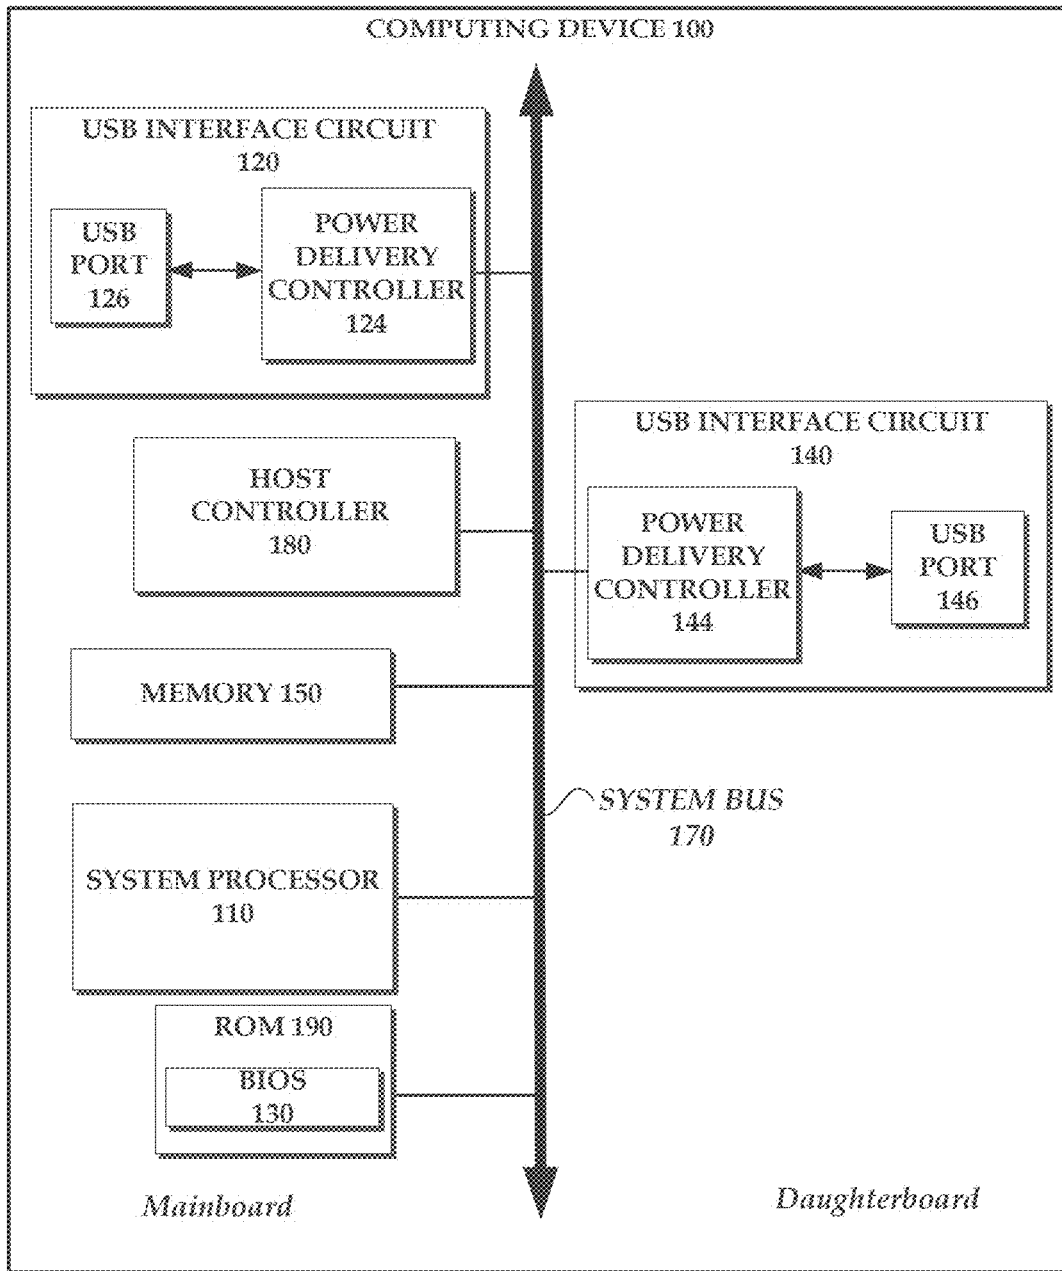 COMPUTING DEVICE 100
USB INTERFACE CIRCUIT
120
USB
PORT
126
POWER
DELIVERY
CONTROLLER
124
USB INTERFACE CIRCUIT
140
POWER
DELIVERY
CONTROLLER
144
USB
PORT
146
HOST
CONTROLLER
180
MEMORY 150
SYSTEM BUS
170
SYSTEM PROCESSOR
110
ROM 190
BIOS
130
Mainboard
Daughterboard